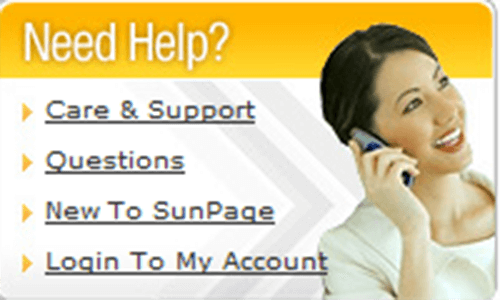 Need Help?
Care & Support
Questions
New To SunPage
Login To My Account